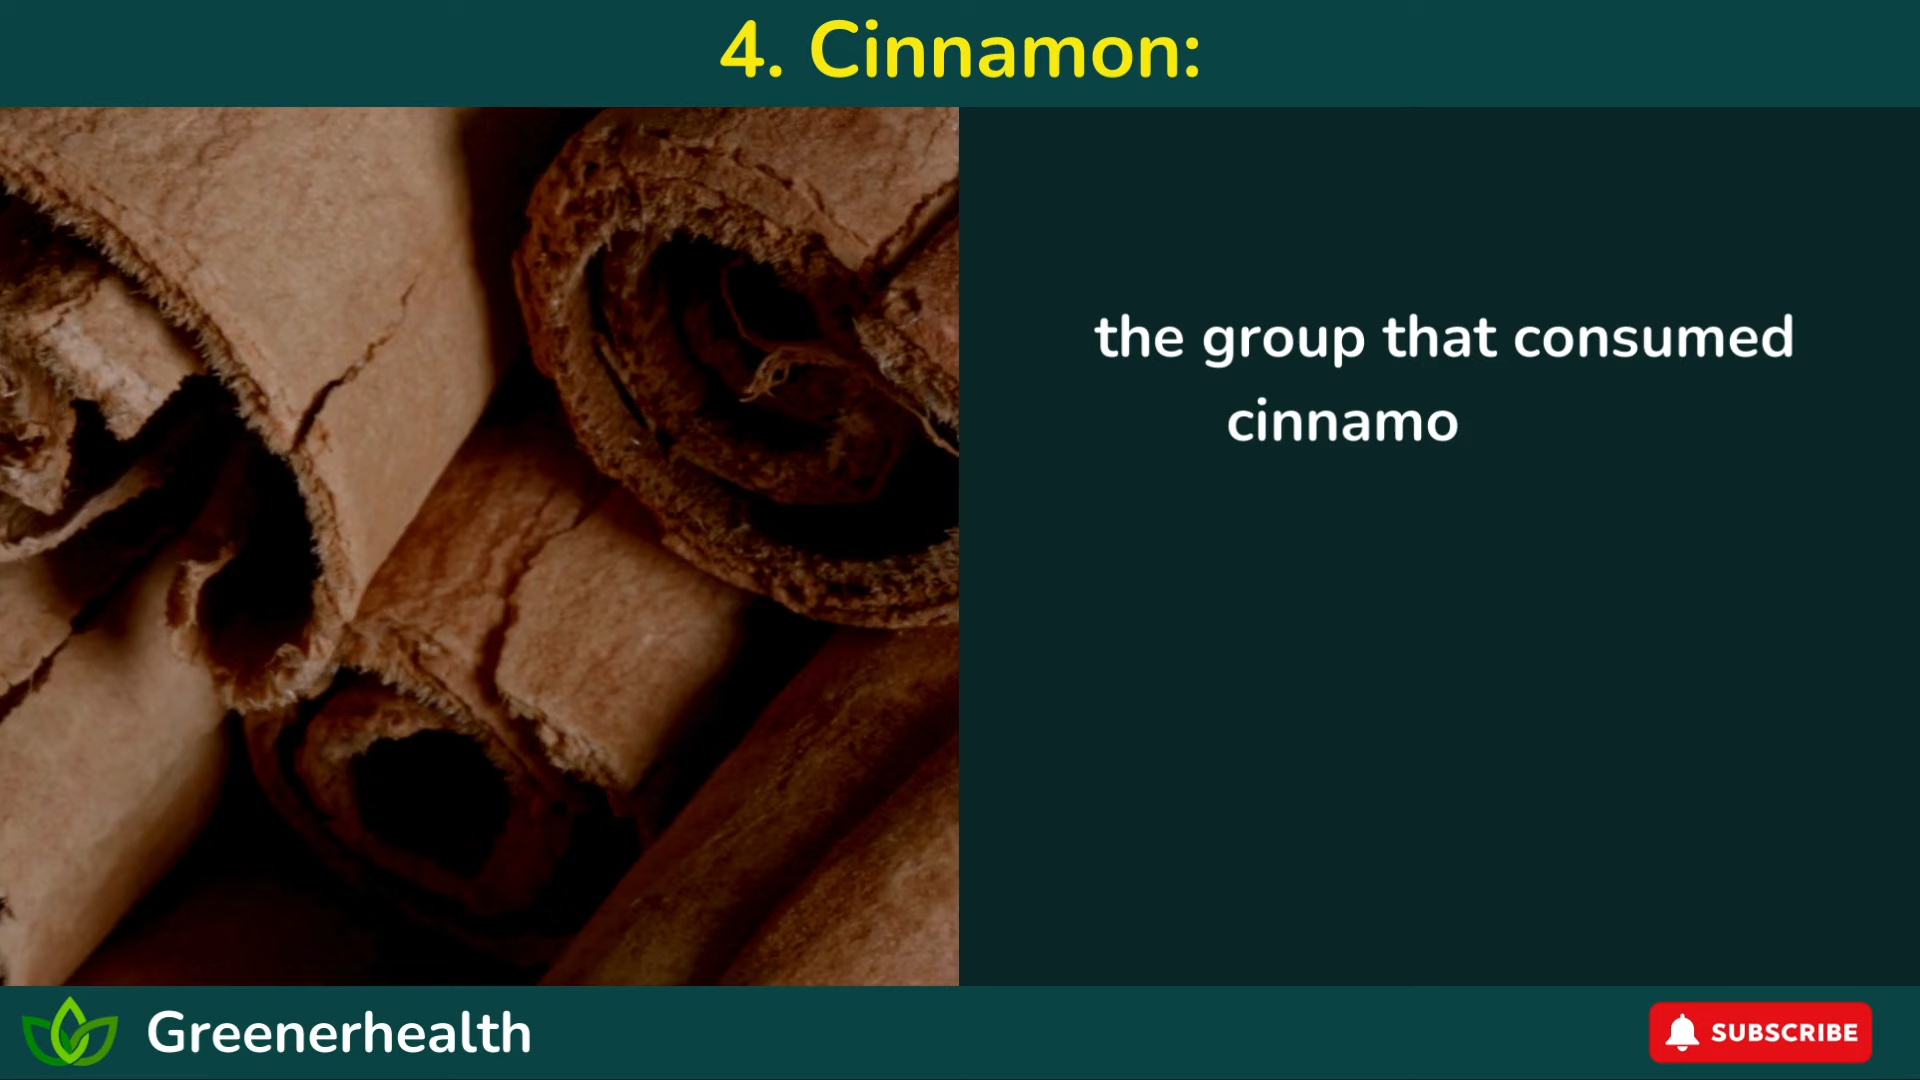 4. Cinnamon:
the group that consumed
cinnamo
Greenerhealth
SUBSCRIBE